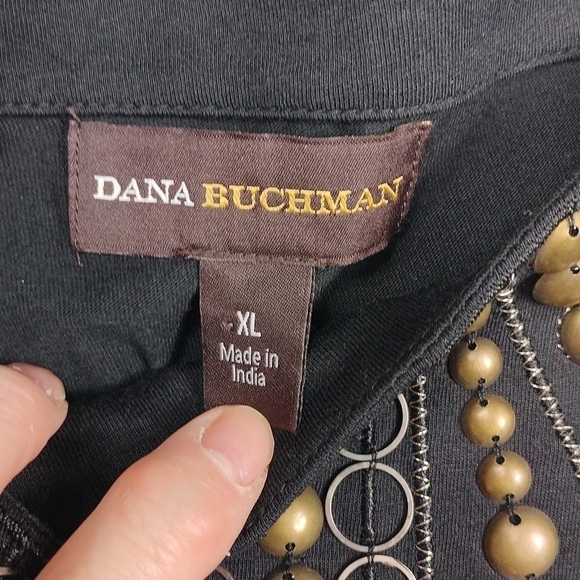 DANA BUCHMAN
XL
Made in
India